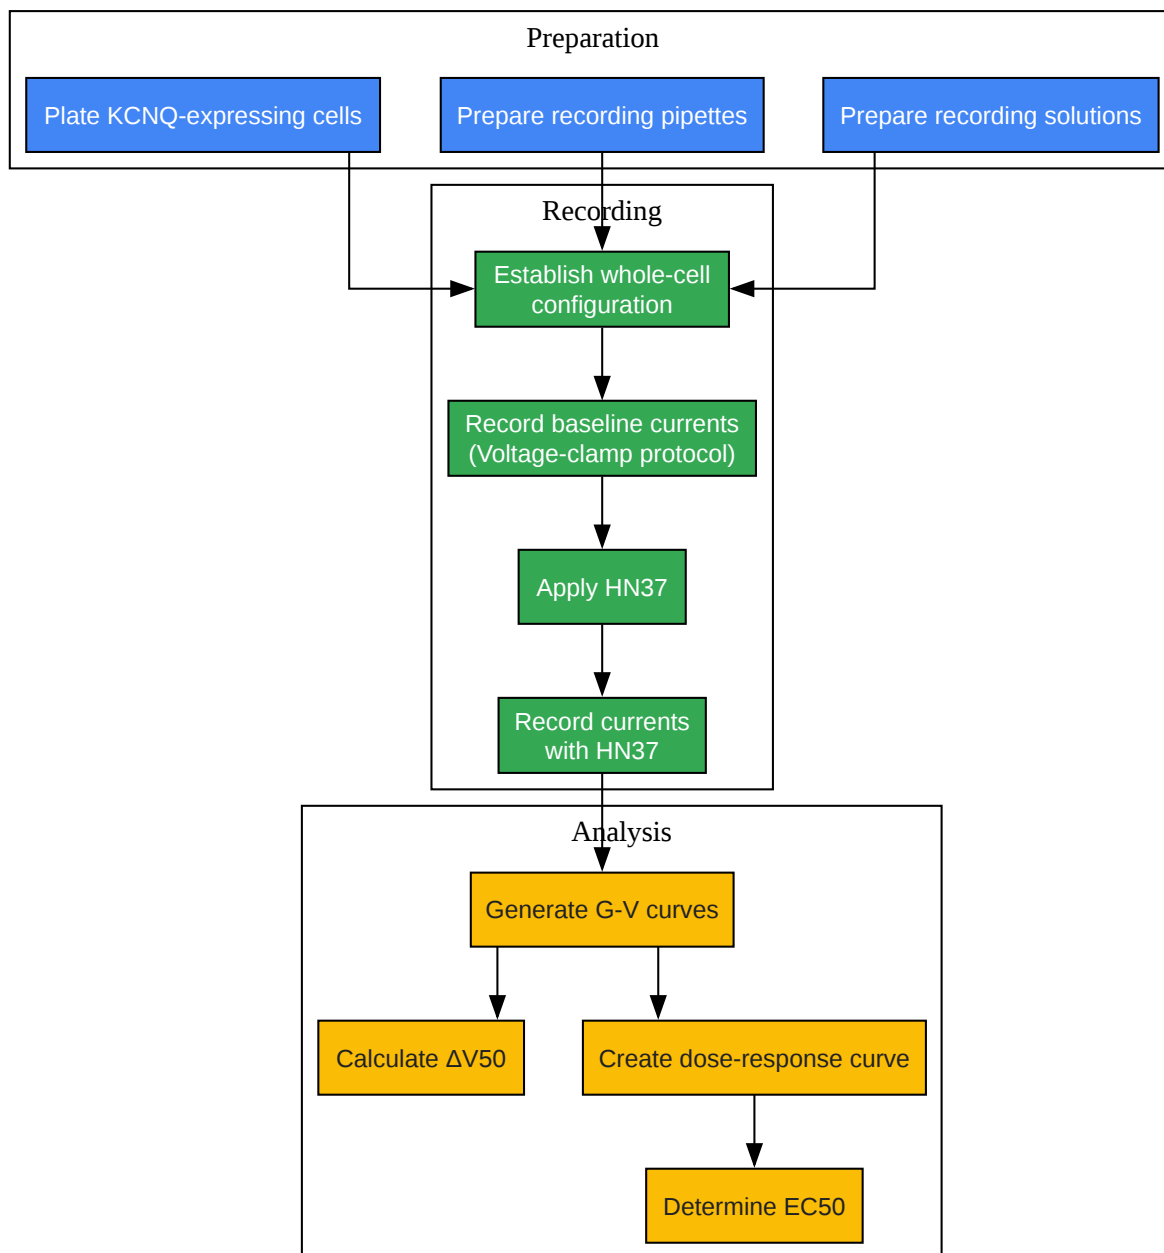 Preparation
Plate KCNQ-expressing cells
Prepare recording pipettes
Prepare recording solutions
Recording
Establish whole-cell
configuration
Record baseline currents
(Voltage-clamp protocol)
Apply HN37
Record currents
with HN37
Analysis
Generate G-V curves
Calculate ΔV50
Create dose-response curve
Determine EC50